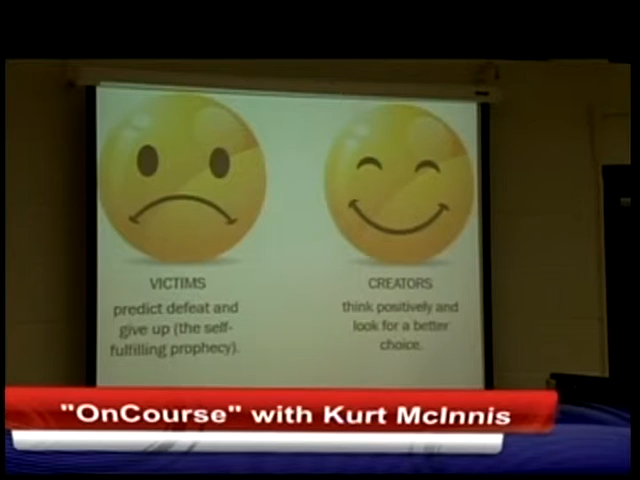 VICTIMS
predict defeat and
give up (the self-
fulfilling prophecy).
CREATORS
think positively and
look for a better
choice.
"OnCourse" with Kurt McInnis